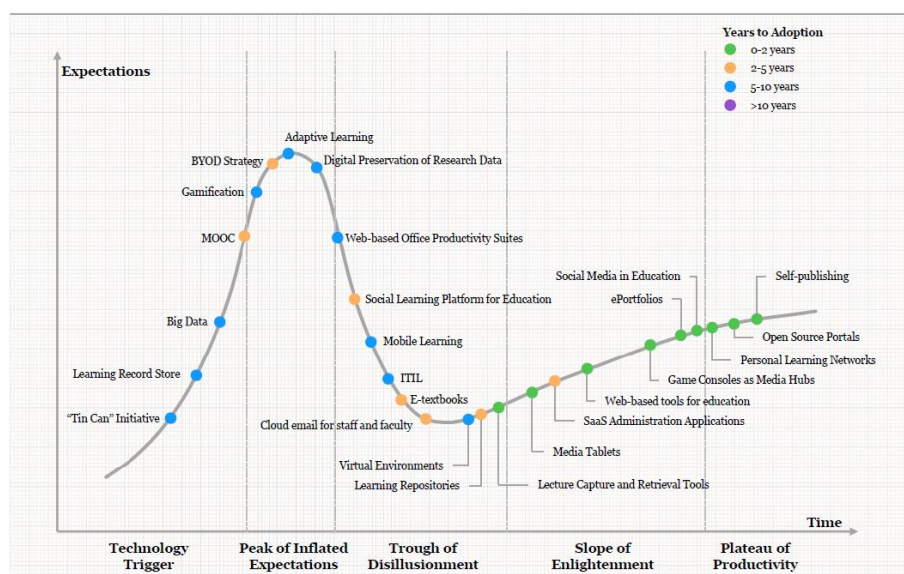 Years to Adoption
0-2 years
2-5 years
5-10 years
>10 years
Expectations
Adaptive Learning
BYOD Strategy
Digital Preservation of Research Data
Gamification
MOOC
Web-based Office Productivity Suites
Social Media in Education
Self-publishing
ePortfolios
Social Learning Platform for Education
Big Data
Open Source Portals
Mobile Learning
Personal Learning Networks
Learning Record Store
ITIL
Game Consoles as Media Hubs
E-textbooks
Web-based tools for education
“Tin Can” Initiative
Cloud email for staff and faculty
SaaS Administration Applications
Virtual Environments
Media Tablets
Learning Repositories
Lecture Capture and Retrieval Tools
Time
Technology
Trigger
Peak of Inflated
Expectations
Trough of
Disillusionment
Slope of
Enlightenment
Plateau of
Productivity